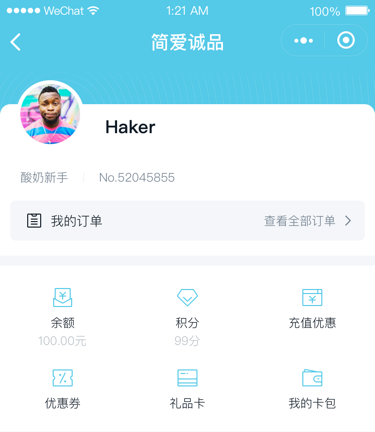 WeChat 1:21 AM 100%
简爱诚品
Haker
酸奶新手 No.52045855
我的订单 查看全部订单
余额 积分 充值优惠
100.00元 99分
优惠券 礼品卡 我的卡包